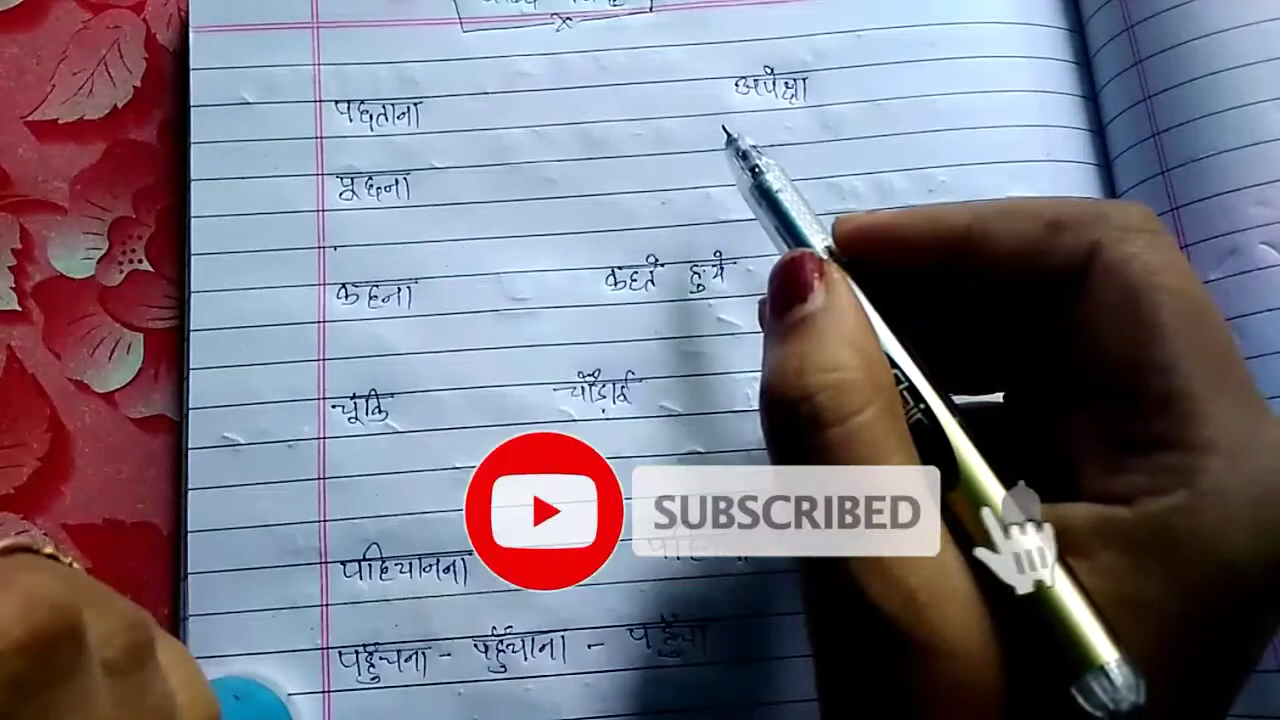 पछताना अपेक्षा
पूछना
कहना कहते हुये
चूंकि चौड़ाई
SUBSCRIBED
पहिचानना
पहुँचना - पहुँचाना - पहुँचा